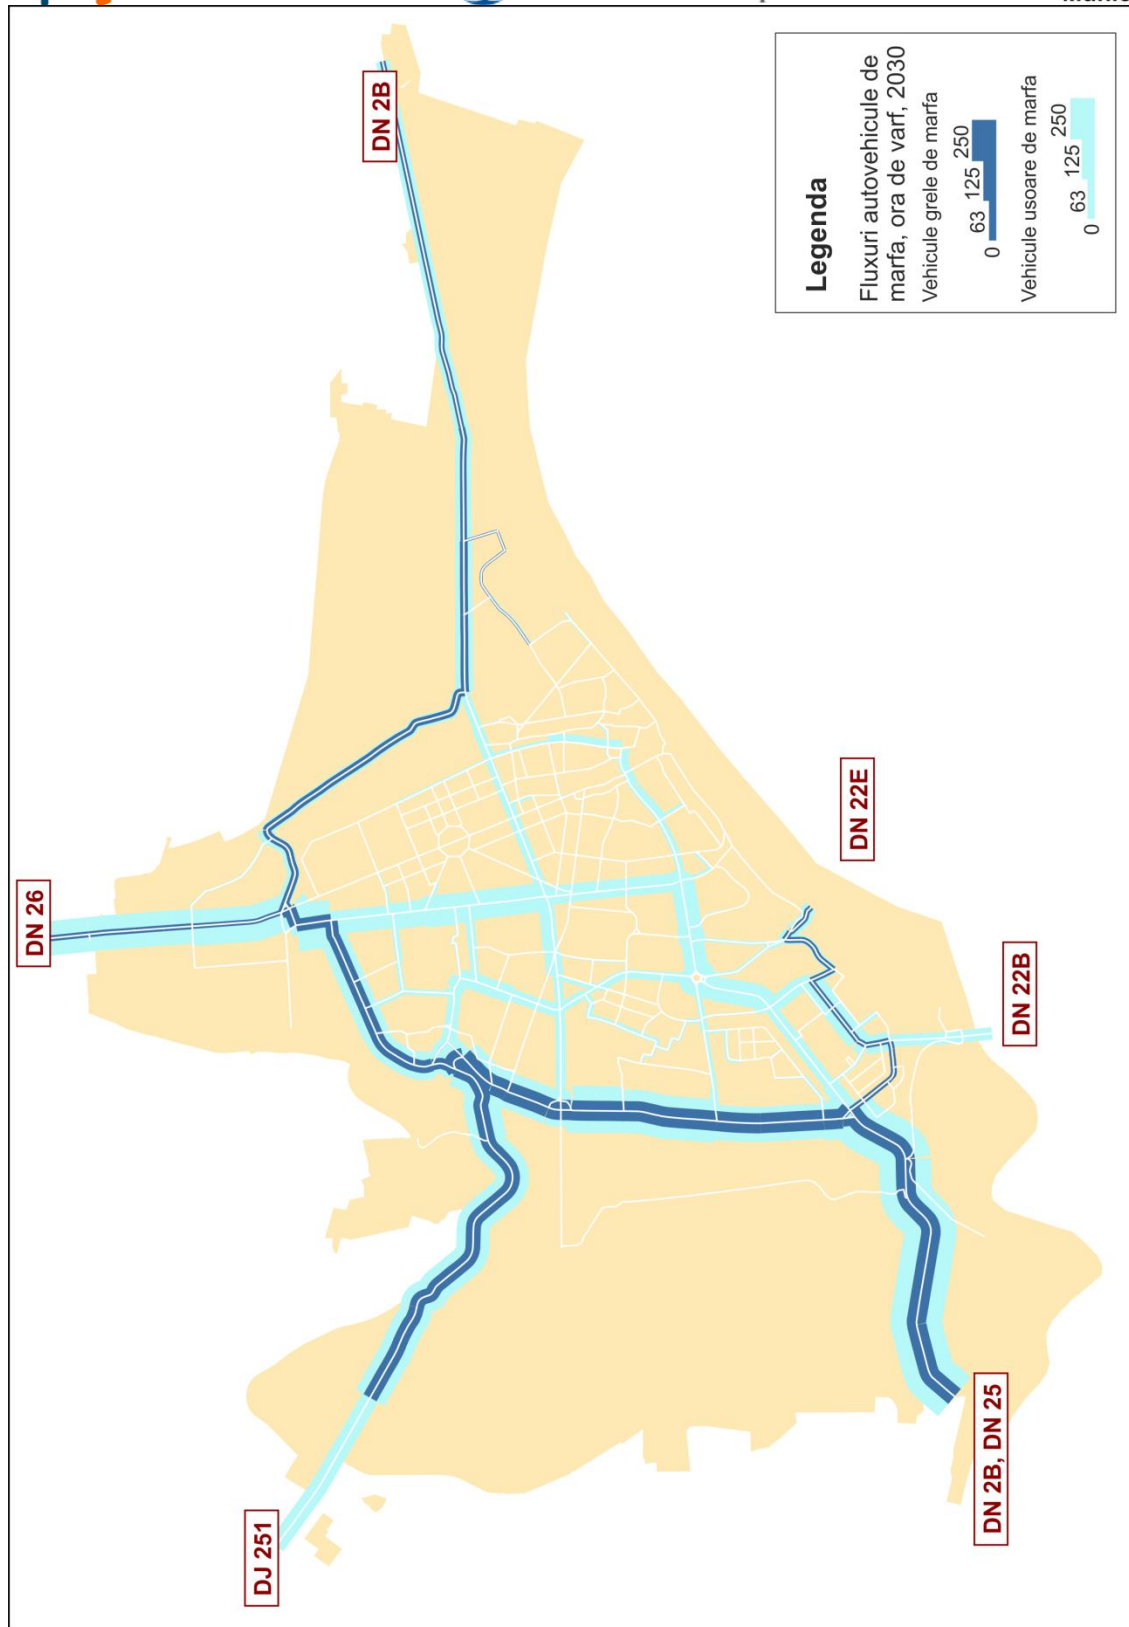 DN 2B
DN 26
DN 22E
DN 22B
DJ 251
DN 2B, DN 25
Legenda
Fluxuri autovehicule de
marfa, ora de varf, 2030
Vehicule grele de marfa
0 63 125 250
Vehicule usoare de marfa
0 63 125 250